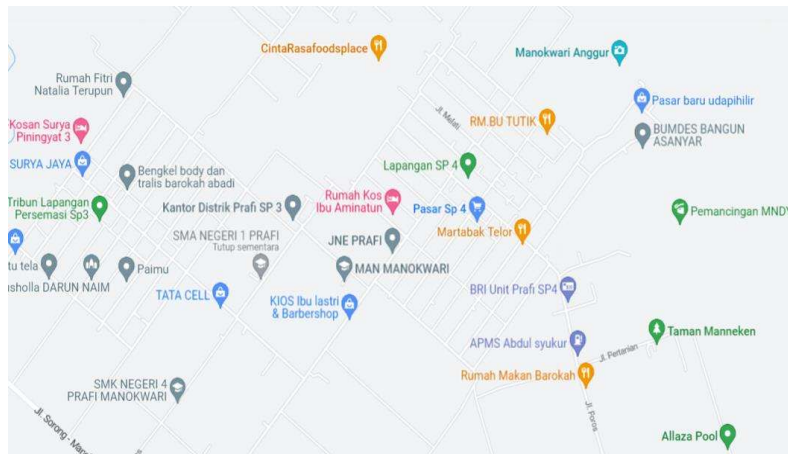 CintaRasafoodsplace
Manokwari Anggur
Rumah Fitri
Natalia Terupun
Jl. Melati
Pasar baru udapihilir
RM.BU TUTIK
Kosan Surya
Piningyat 3
BUMDES BANGUN
ASANYAR
SURYA JAYA
Bengkel body dan
tralis barokah abadi
Lapangan SP 4
Tribun Lapangan
Persemasi Sp3
Kantor Distrik Prafi SP 3
Rumah Kos
Ibu Aminatun
Pasar Sp 4
Pemancingan MNDY
Martabak Telor
SMA NEGERI 1 PRAFI
Tutup sementara
JNE PRAFI
tu tela
Paimu
MAN MANOKWARI
usholla DARUN NAIM
TATA CELL
KIOS Ibu lastri
& Barbershop
BRI Unit Prafi SP4
Taman Manneken
APMS Abdul syukur
Jl. Pertanian
Rumah Makan Barokah
SMK NEGERI 4
PRAFI MANOKWARI
Jl. Poros
Jl. Sorong - Man
Allaza Pool